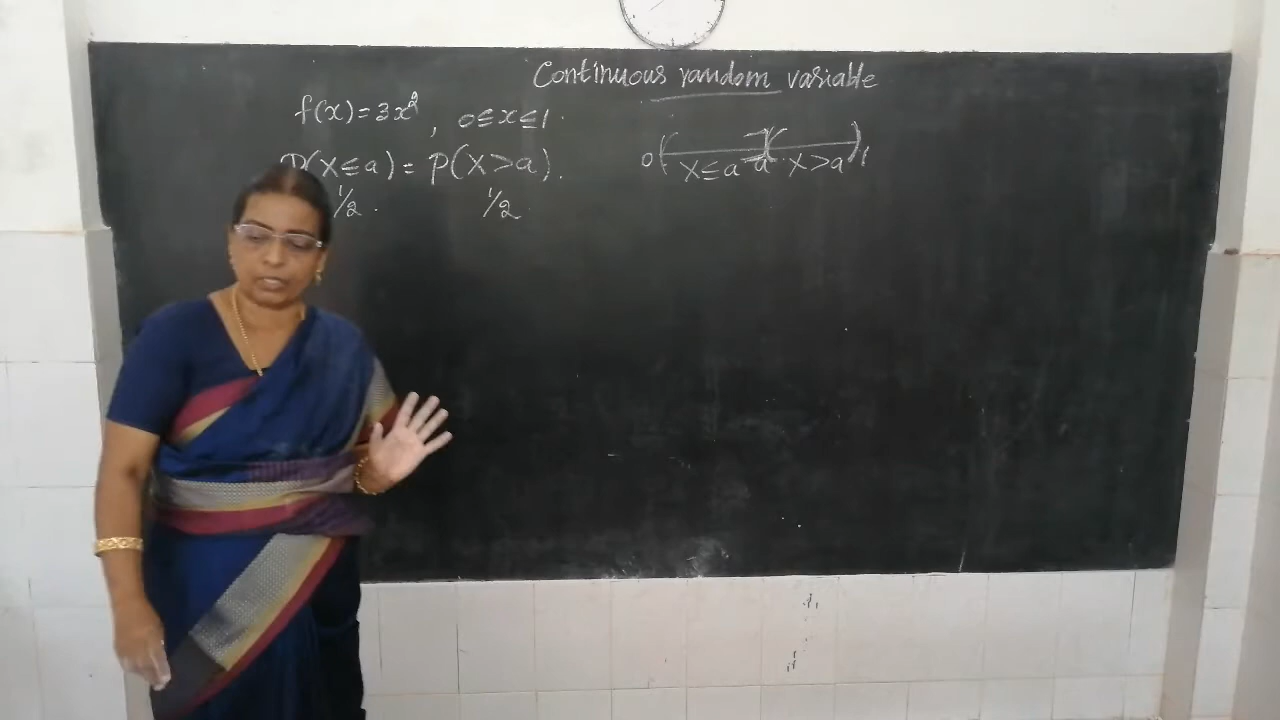 Continuous random variable
f(x) = 3x², 0 ≤ x ≤ 1.
P(X ≤ a) = P(X > a).
1/2. 1/2
0 X ≤ a a X > a 1